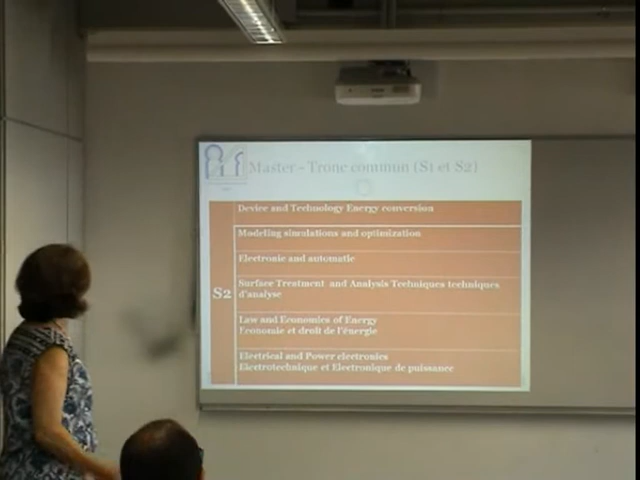 Master – Tronc commun (S1 et S2)
S2
Device and Technology Energy conversion
Modeling simulations and optimization
Electronic and automatic
Surface Treatment and Analysis Techniques techniques
d'analyse
Law and Economics of Energy
Economie et droit de l'énergie
Electrical and Power electronics
Electrotechnique et Electronique de puissance